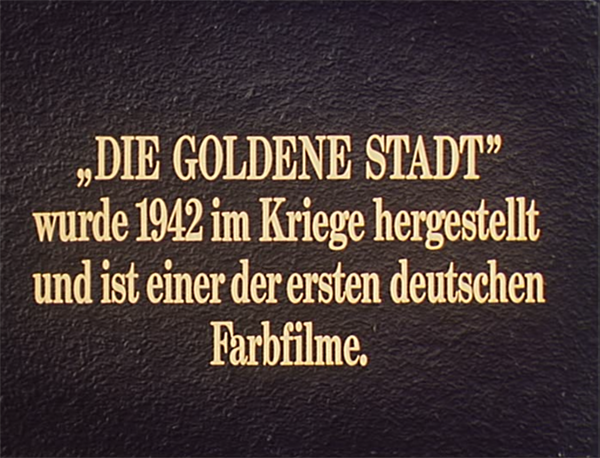 „DIE GOLDENE STADT”
wurde 1942 im Kriege hergestellt
und ist einer der ersten deutschen
Farbfilme.